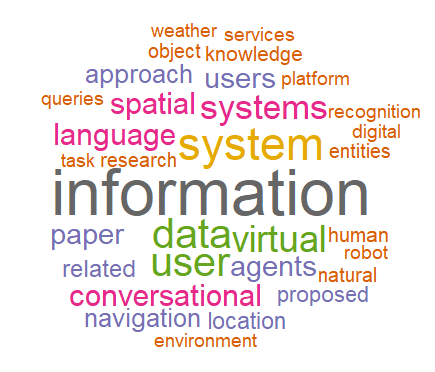 weather services
object knowledge
approach users platform
queries spatial systems recognition
language system digital
task research entities
information
paper data virtual human
user agents robot
related natural
conversational proposed
navigation location
environment